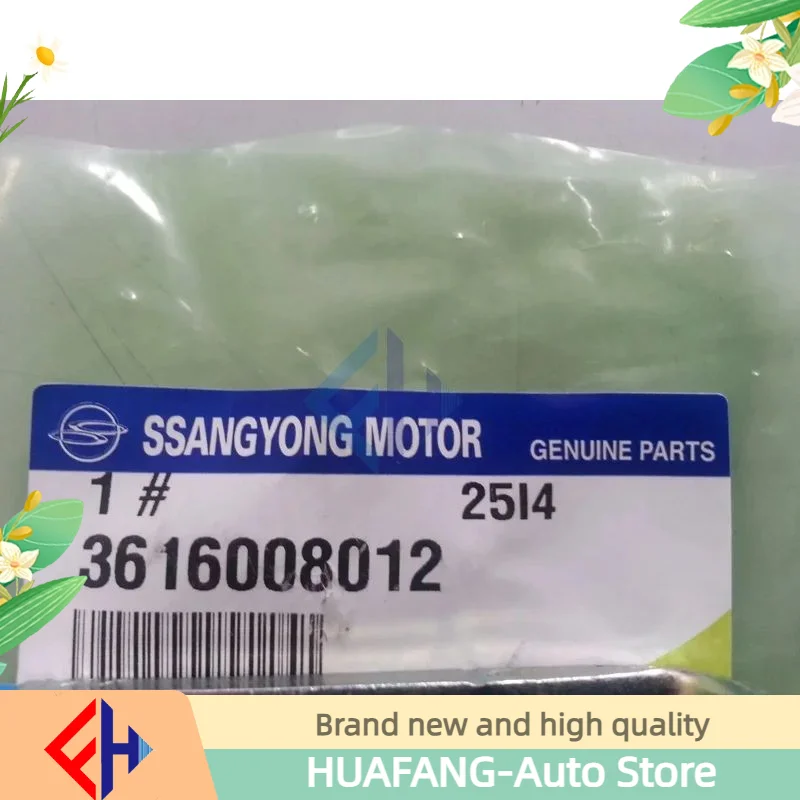 SSANGYONG MOTOR GENUINE PARTS
1 # 25I4
3616008012
Brand new and high quality
HUAFANG-Auto Store